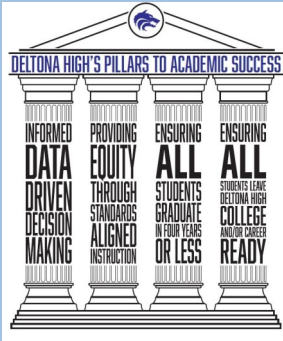 DELTONA HIGH'S PILLARS TO ACADEMIC SUCCESS
INFORMED
DATA
DRIVEN
DECISION
MAKING
PROVIDING
EQUITY
THROUGH
STANDARDS
ALIGNED
INSTRUCTION
ENSURING
ALL
STUDENTS
GRADUATE
IN FOUR YEARS
OR LESS
ENSURING
ALL
STUDENTS LEAVE
DELTONA HIGH
COLLEGE
AND/OR CAREER
READY